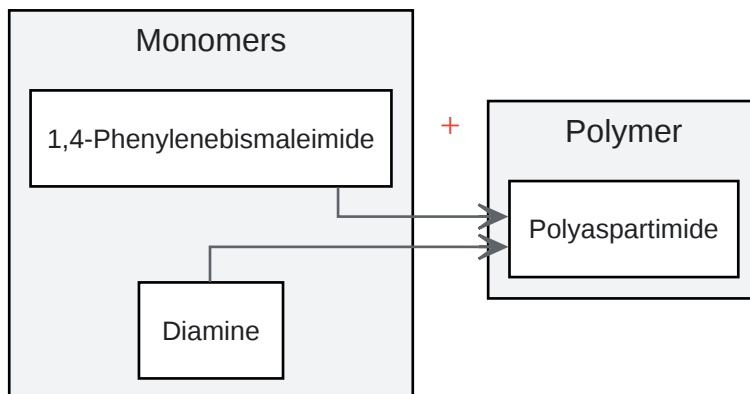 Monomers
1,4-Phenylenebismaleimide
+
Polymer
Polyaspartimide
Diamine